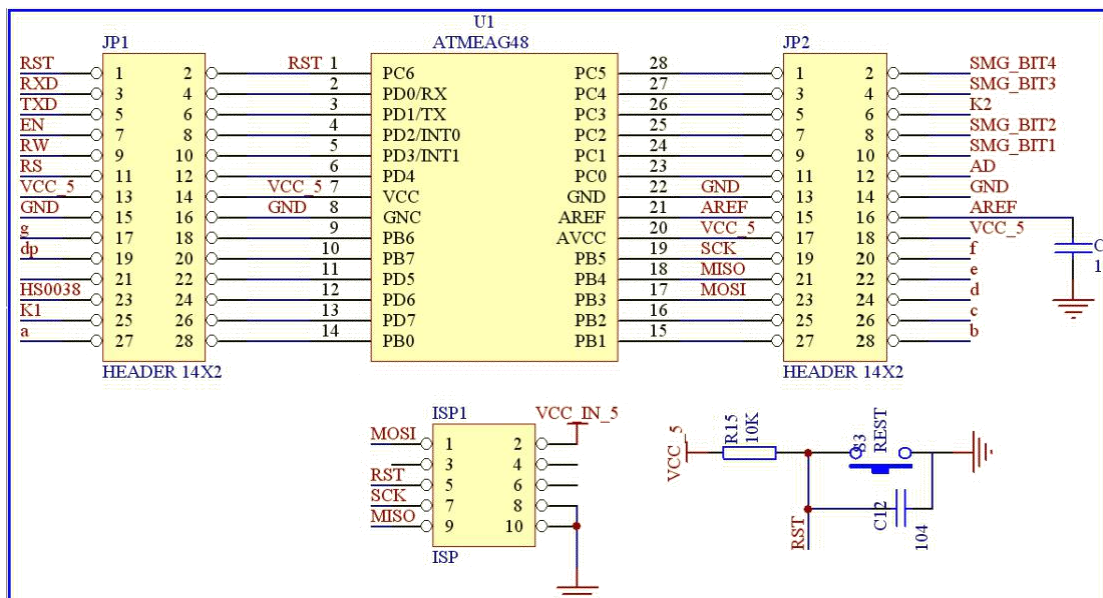 U1
JP1 ATMEAG48 JP2
RST 1 2 RST 1 PC6 PC5 28 1 2 SMG_BIT4
RXD 3 4 2 PD0/RX PC4 27 3 4 SMG_BIT3
TXD 5 6 3 PD1/TX PC3 26 5 6 K2
EN 7 8 4 PD2/INT0 PC2 25 7 8 SMG_BIT2
RW 9 10 5 PD3/INT1 PC1 24 9 10 SMG_BIT1
RS 11 12 6 PD4 PC0 23 11 12 AD
VCC_5 13 14 VCC_5 7 VCC GND 22 GND 13 14 GND
GND 15 16 GND 8 GNC AREF 21 AREF 15 16 AREF
g 17 18 9 PB6 AVCC 20 VCC_5 17 18 VCC_5
dp 19 20 10 PB7 PB5 19 SCK 19 20 f
21 22 11 PD5 PB4 18 MISO 21 22 e
HS0038 23 24 12 PD6 PB3 17 MOSI 23 24 d
K1 25 26 13 PD7 PB2 16 25 26 c
a 27 28 14 PB0 PB1 15 27 28 b
C
1
HEADER 14X2 HEADER 14X2
ISP1 VCC_IN_5
MOSI 1 2
3 4
RST 5 6
SCK 7 8
MISO 9 10
ISP
VCC_5
R15
10K
S3
REST
C12
104
RST